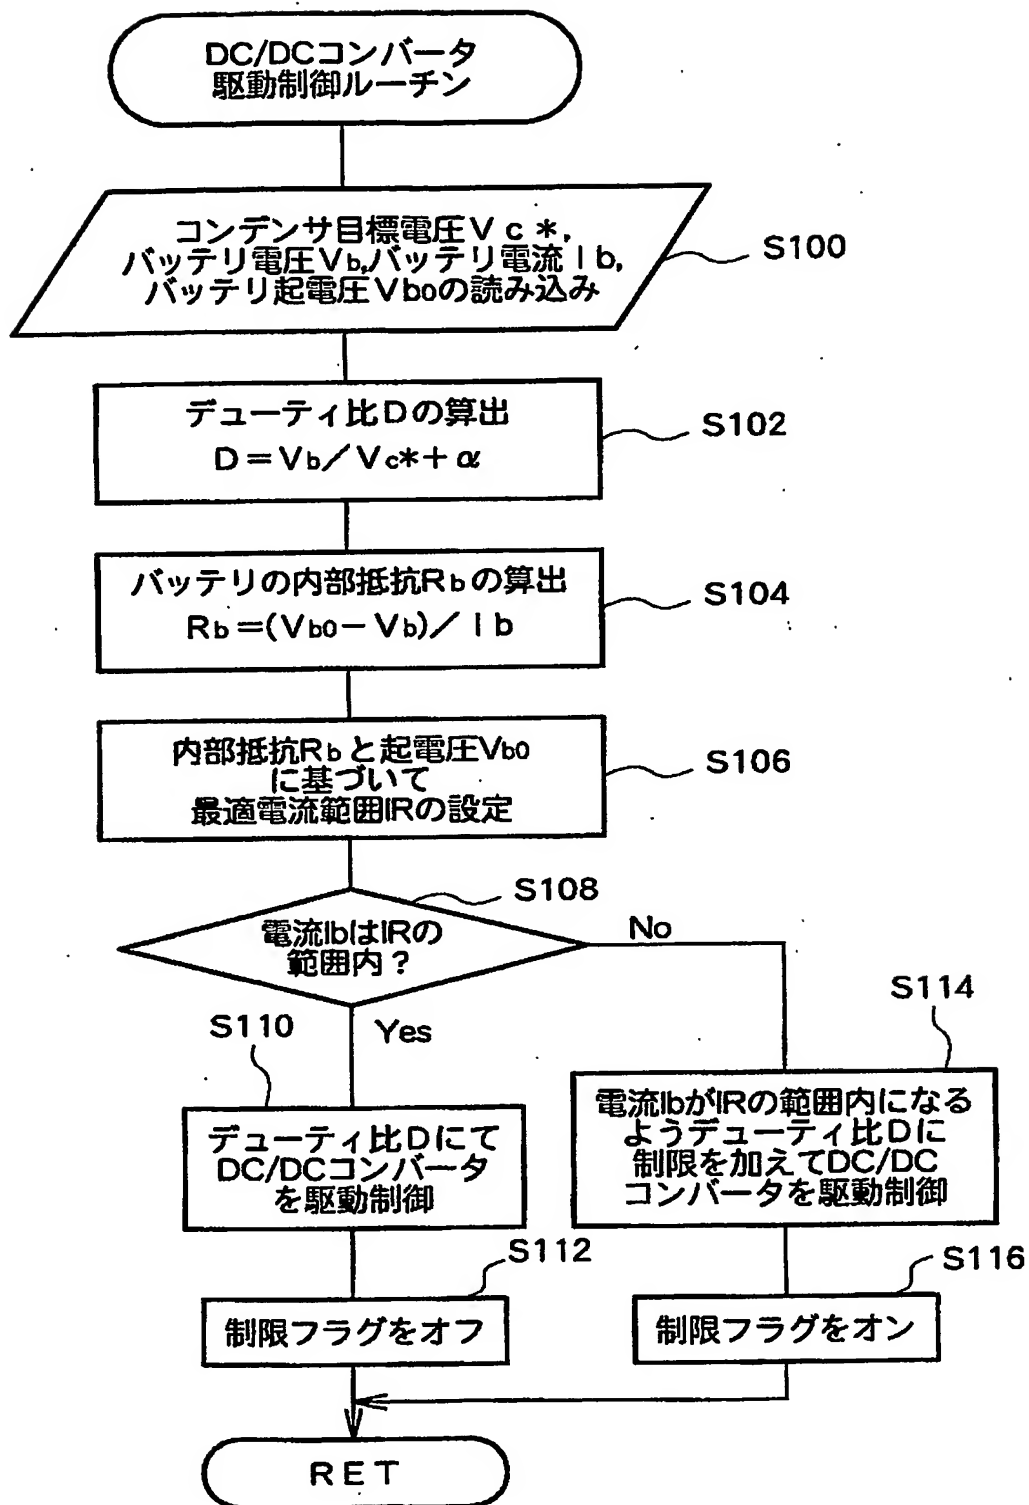 DC/DCコンバータ
駆動制御ルーチン
コンデンサ目標電圧Vc*,
バッテリ電圧Vb,バッテリ電流Ib,
バッテリ起電圧Vb0の読み込み
S100
デューティ比Dの算出
D=Vb/Vc*+α
S102
バッテリの内部抵抗Rbの算出
Rb=(Vb0-Vb)/Ib
S104
内部抵抗Rbと起電圧Vb0
に基づいて
最適電流範囲IRの設定
S106
S108
電流IbはIRの
範囲内?
No
Yes
S110
デューティ比Dにて
DC/DCコンバータ
を駆動制御
S114
電流IbがIRの範囲内になる
ようデューティ比Dに
制限を加えてDC/DC
コンバータを駆動制御
S112
制限フラグをオフ
S116
制限フラグをオン
RET